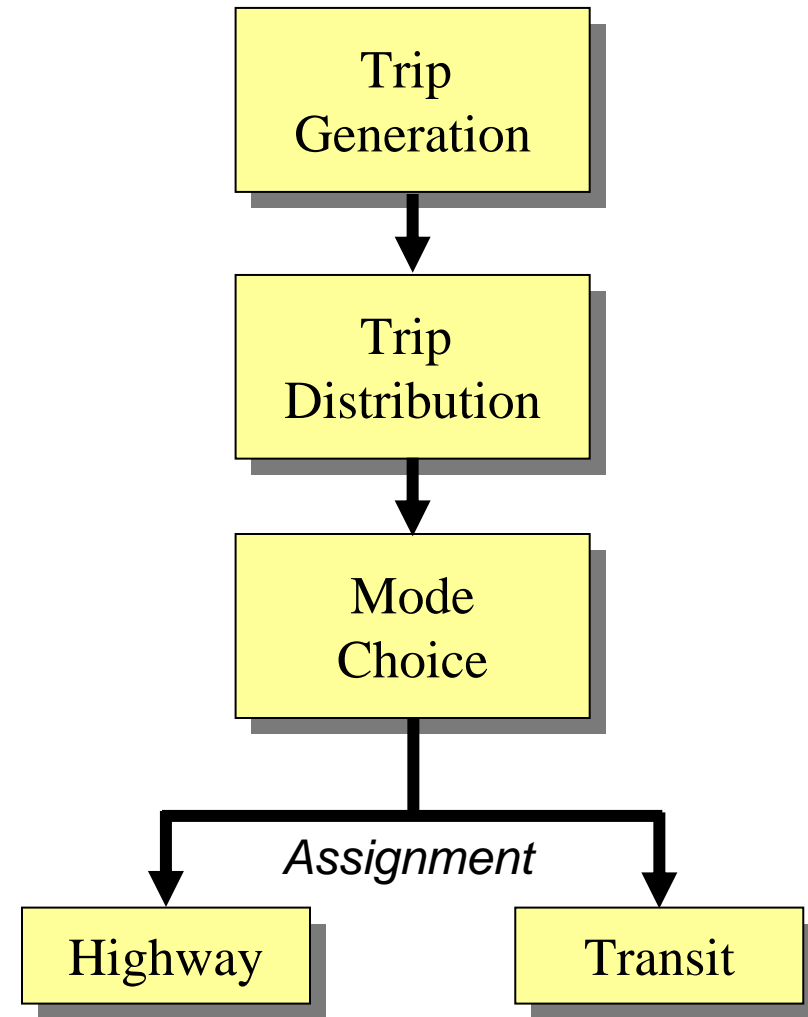 Trip
Generation
Trip
Distribution
Mode
Choice
Assignment
Highway
Transit